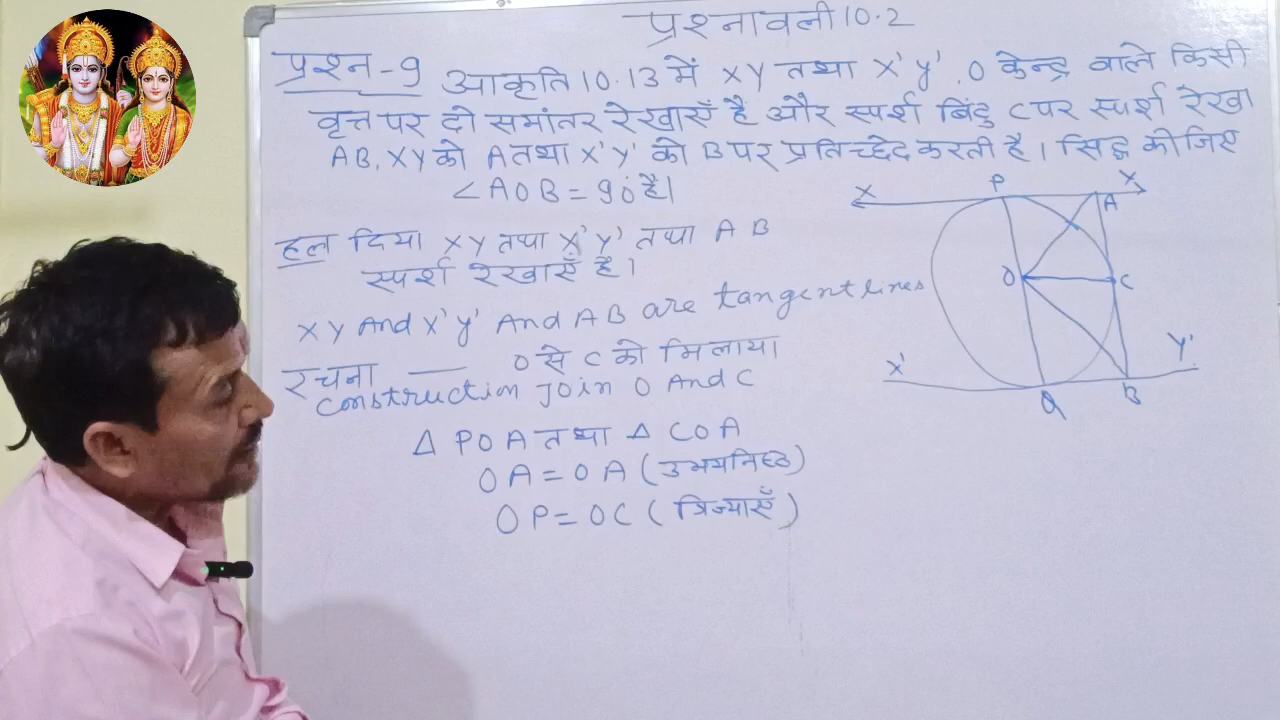 प्रश्नावली 10.2
प्रश्न-9 आकृति 10.13 में XY तथा X'Y', O केन्द्र वाले किसी
वृत्त पर दो समांतर रेखाएँ है और स्पर्श बिंदु C पर स्पर्श रेखा
AB, XY को A तथा X'Y' को B पर प्रतिच्छेद करती है। सिद्ध कीजिए
∠AOB = 90° है।
हल दिया XY तथा X'Y' तथा AB
स्पर्श रेखाएँ है।
XY And X'Y' And AB are tangent lines
रचना — O से C को मिलाया
construction Join O And C
Δ POA तथा Δ COA
OA = OA (उभयनिष्ठ)
OP = OC (त्रिज्याएँ)
X P X
A
O C
X' Y'
Q B